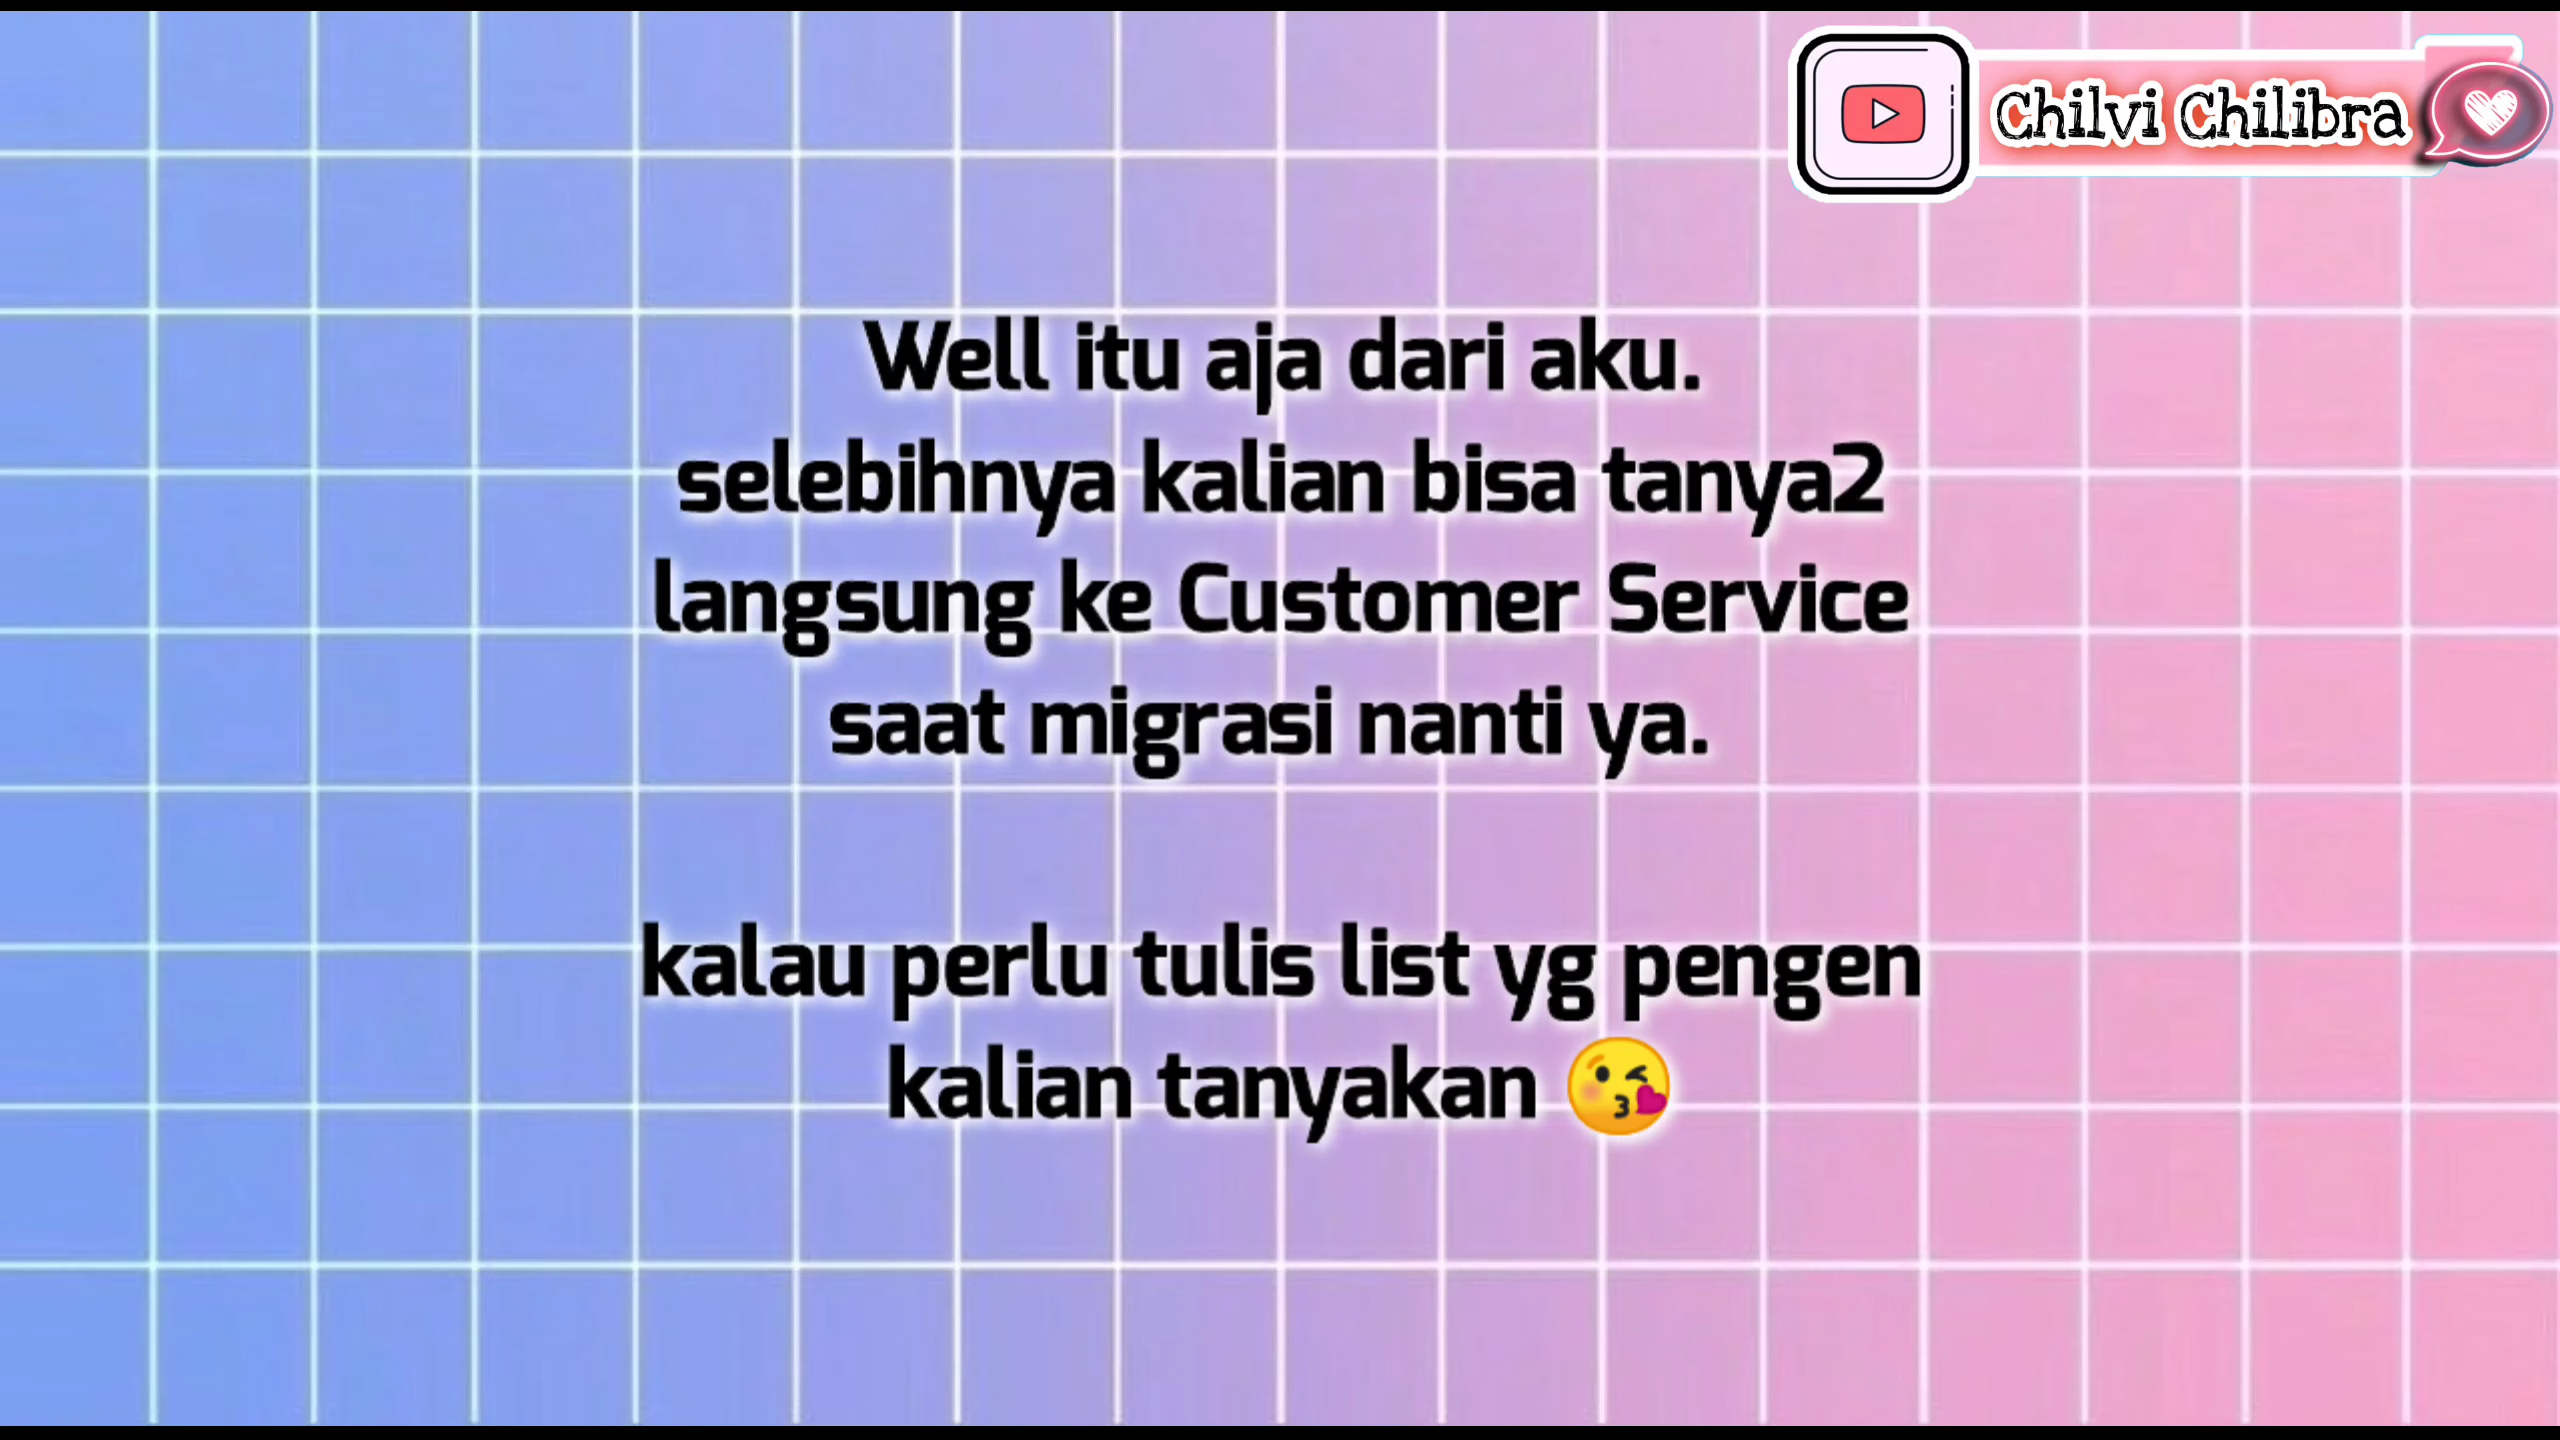 Chilvi Chilibra
Well itu aja dari aku.
selebihnya kalian bisa tanya2
langsung ke Customer Service
saat migrasi nanti ya.
kalau perlu tulis list yg pengen
kalian tanyakan 😘